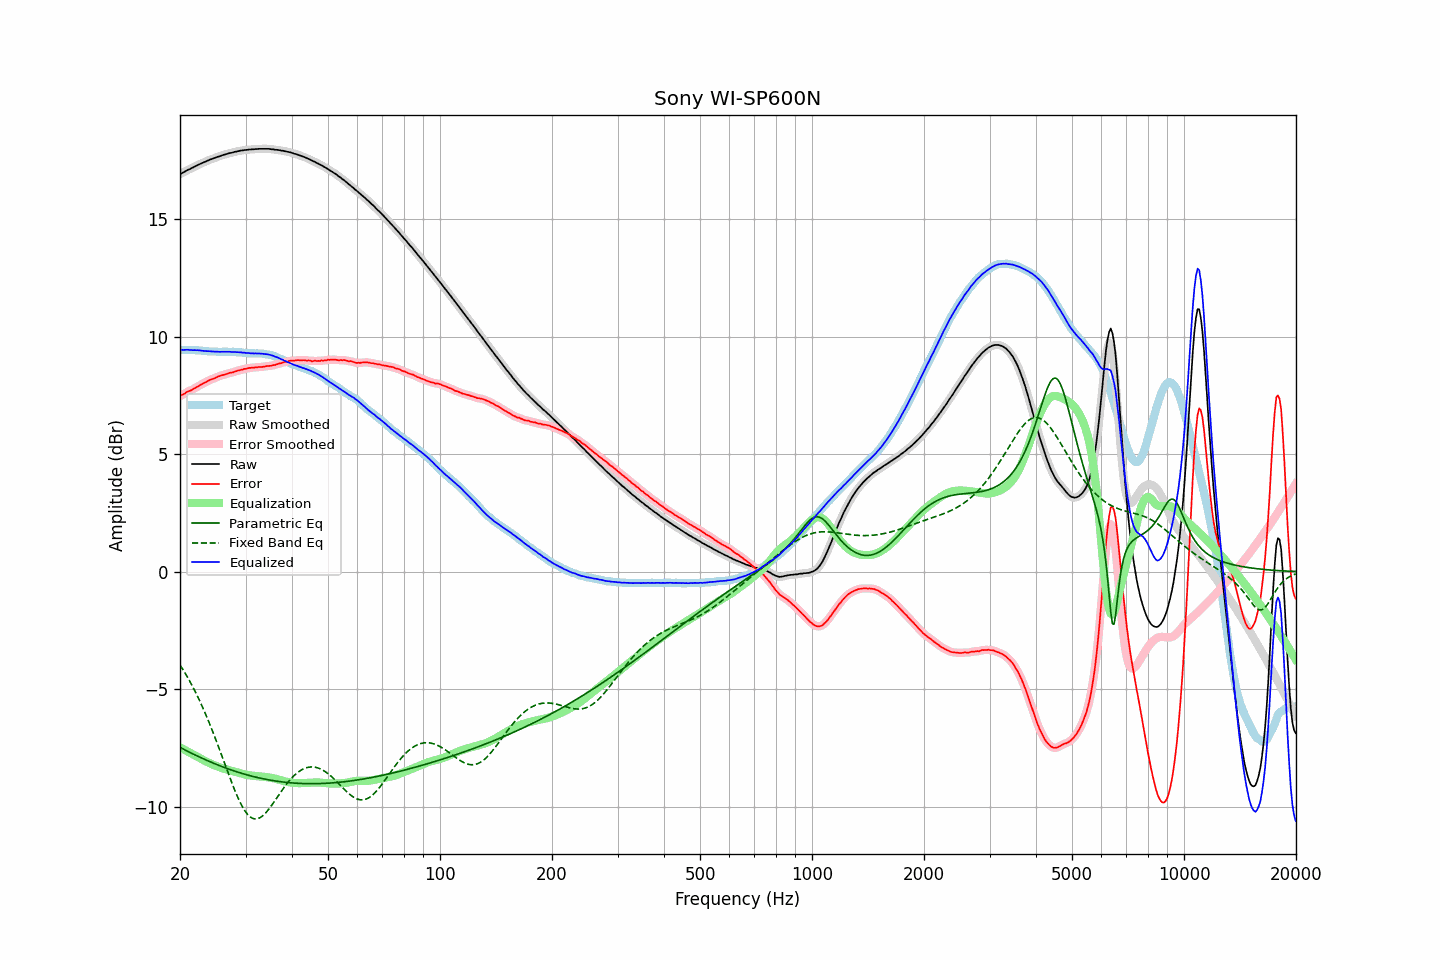 Sony WI-SP600N
Amplitude (dBr)
15
10
5
0
−5
−10
Target
Raw Smoothed
Error Smoothed
Raw
Error
Equalization
Parametric Eq
Fixed Band Eq
Equalized
20 50 100 200 500 1000 2000 5000 10000 20000
Frequency (Hz)